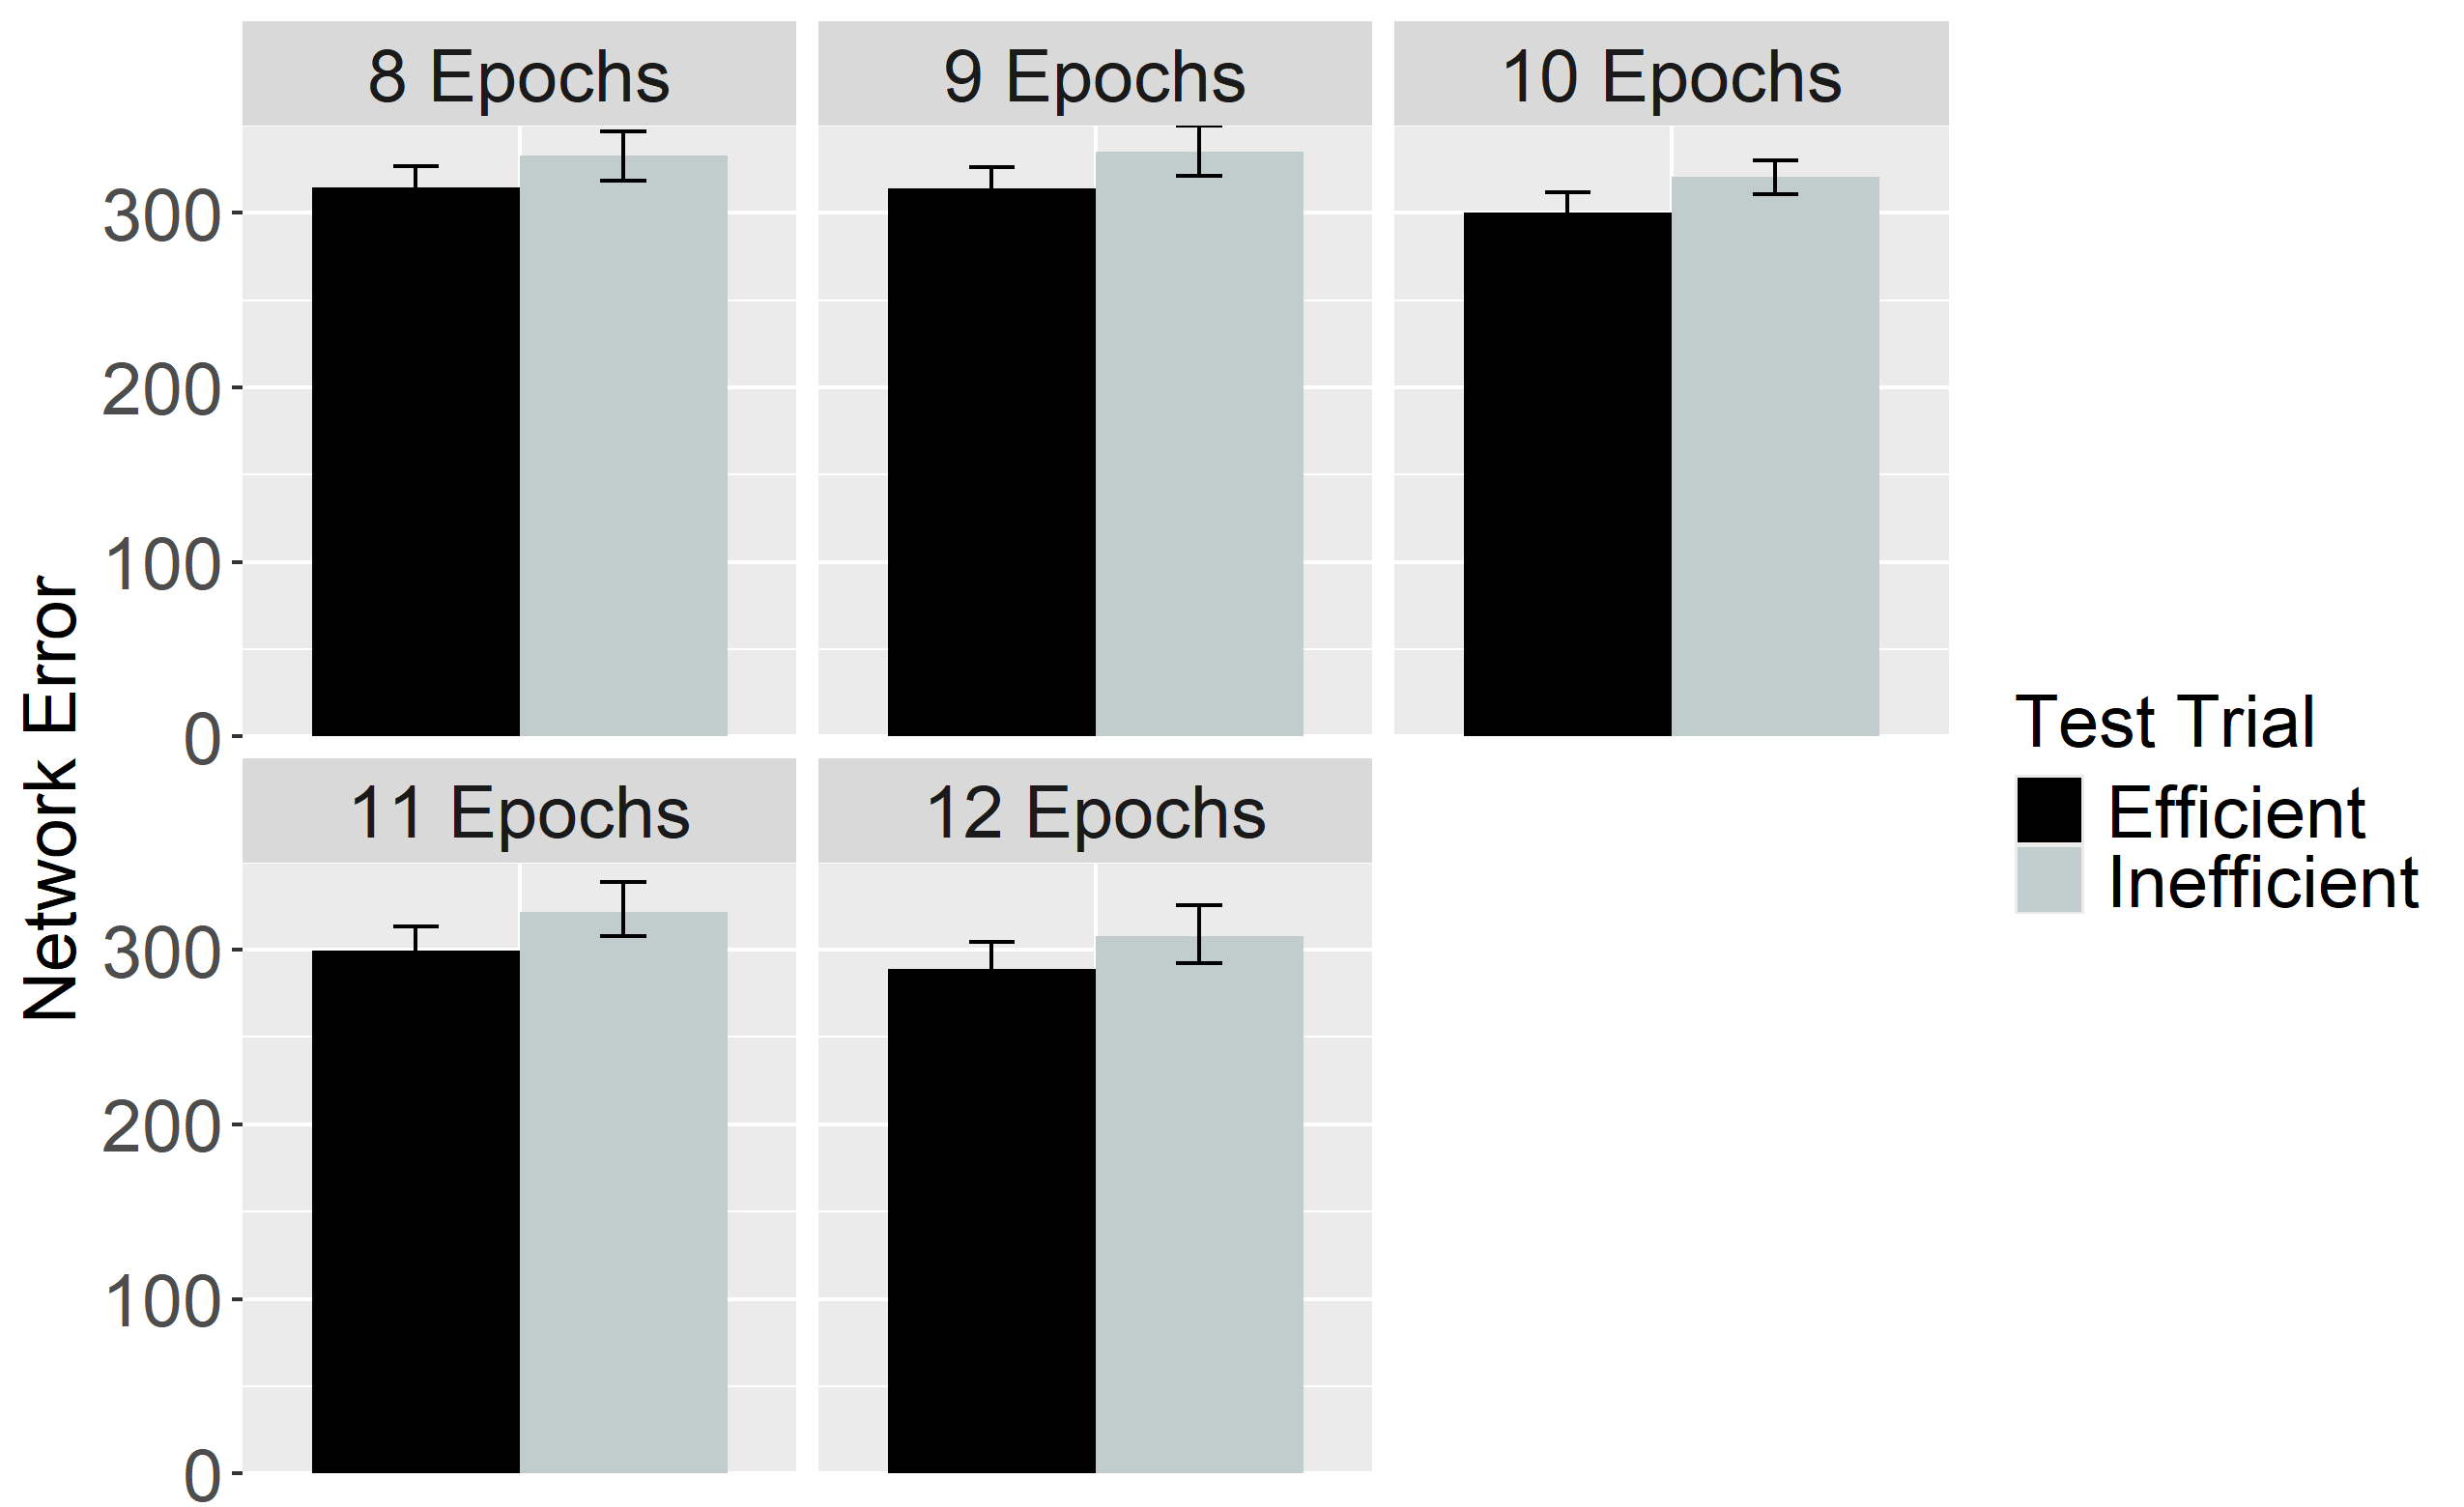 8 Epochs
9 Epochs
10 Epochs
300
200
100
0
11 Epochs
12 Epochs
300
200
100
0
Network Error
Test Trial
Efficient
Inefficient